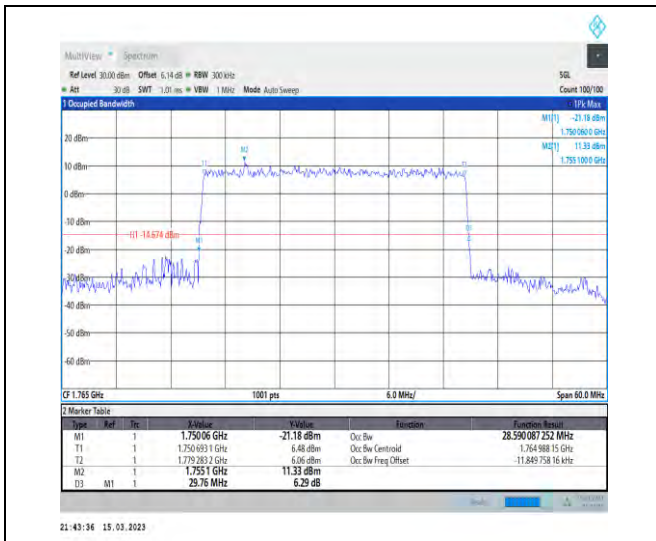 MultiView Spectrum
Ref Level 30.00 dBm Offset 6.14 dB RBW 300 kHz SGL
Att 30 dB SWT 1.01 ms VBW 1 MHz Mode Auto Sweep Count 100/100
1 Occupied Bandwidth 1Pk Max
M1[1] -21.18 dBm
1.750 060 0 GHz
M2[1] 11.33 dBm
1.755 100 0 GHz
20 dBm
M2
10 dBm
T1
0 dBm
-10 dBm
H1 -14.674 dBm
M1
-20 dBm
-30 dBm
-40 dBm
-50 dBm
-60 dBm
CF 1.765 GHz 1001 pts 6.0 MHz/ Span 60.0 MHz
2 Marker Table
Type Ref Trc X-Value Y-Value Function Function Result
M1 1 1.75006 GHz -21.18 dBm Occ Bw 28.590 087 252 MHz
T1 1 1.750 693 1 GHz 6.48 dBm Occ Bw Centroid 1.764 988 15 GHz
T2 1 1.779 283 2 GHz 6.06 dBm Occ Bw Freq Offset -11.849 758 16 kHz
M2 1 1.7551 GHz 11.33 dBm
D3 M1 1 29.76 MHz 6.29 dB
21:43:36 15.03.2023